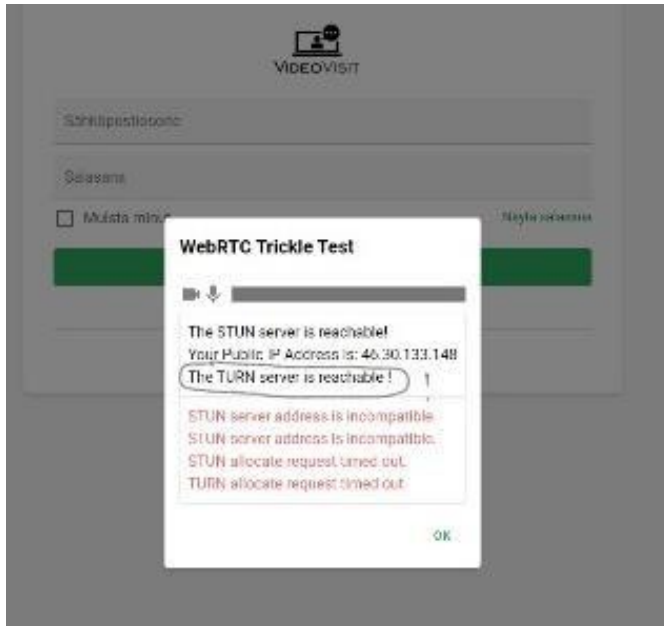 VIDEOVISIT
Sähköpostiosoite
Salasana
Muista minut
Näytä salasana
WebRTC Trickle Test
The STUN server is reachable!
Your Public IP Address is: 46.30.133.148
The TURN server is reachable !
STUN server address is incompatible.
STUN server address is incompatible.
STUN allocate request timed out.
TURN allocate request timed out.
OK